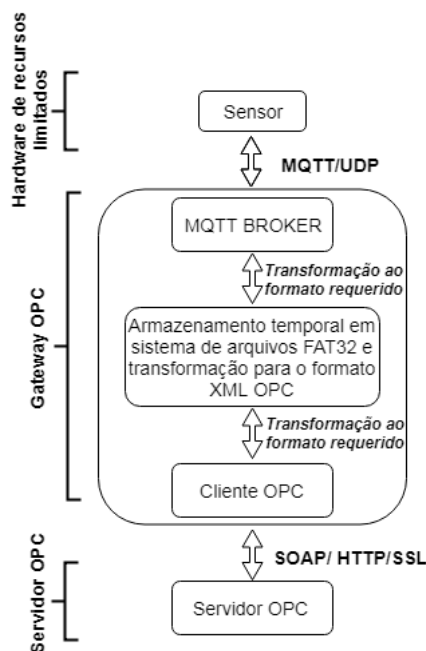 Hardware de recursos
limitados
Sensor
MQTT/UDP
Gateway OPC
MQTT BROKER
Transformação ao
formato requerido
Armazenamento temporal em
sistema de arquivos FAT32 e
transformação para o formato
XML OPC
Transformação ao
formato requerido
Cliente OPC
SOAP/ HTTP/SSL
Servidor OPC
Servidor OPC